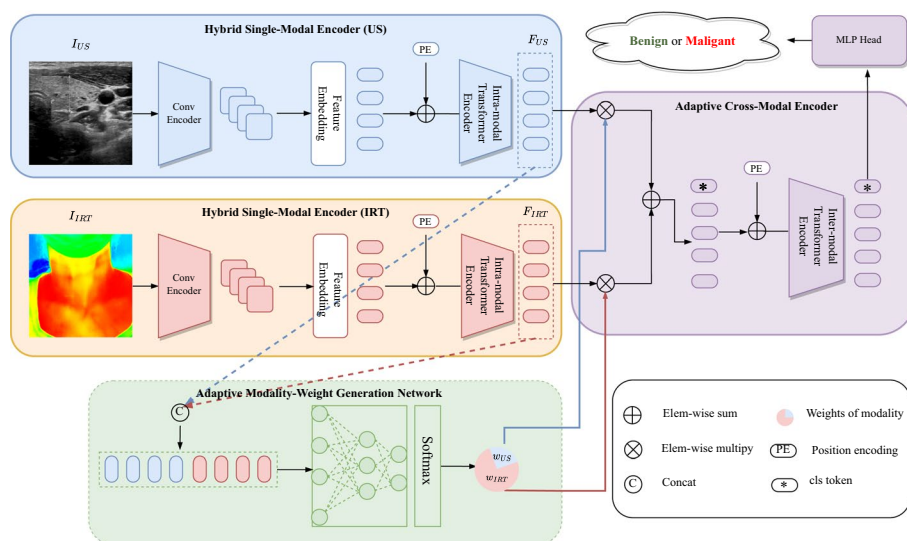 Hybrid Single-Modal Encoder (US)
I_US
F_US
PE
Conv
Encoder
Feature
Embedding
Intra-modal
Transformer
Encoder
Benign or Maligant
MLP Head
Adaptive Cross-Modal Encoder
*
PE
Inter-modal
Transformer
Encoder
*
Hybrid Single-Modal Encoder (IRT)
I_IRT
F_IRT
PE
Conv
Encoder
Feature
Embedding
Intra-modal
Transformer
Encoder
Adaptive Modality-Weight Generation Network
C
Softmax
w_US
w_IRT
Elem-wise sum
Weights of modality
Elem-wise multipy
PE
Position encoding
C
Concat
*
cls token